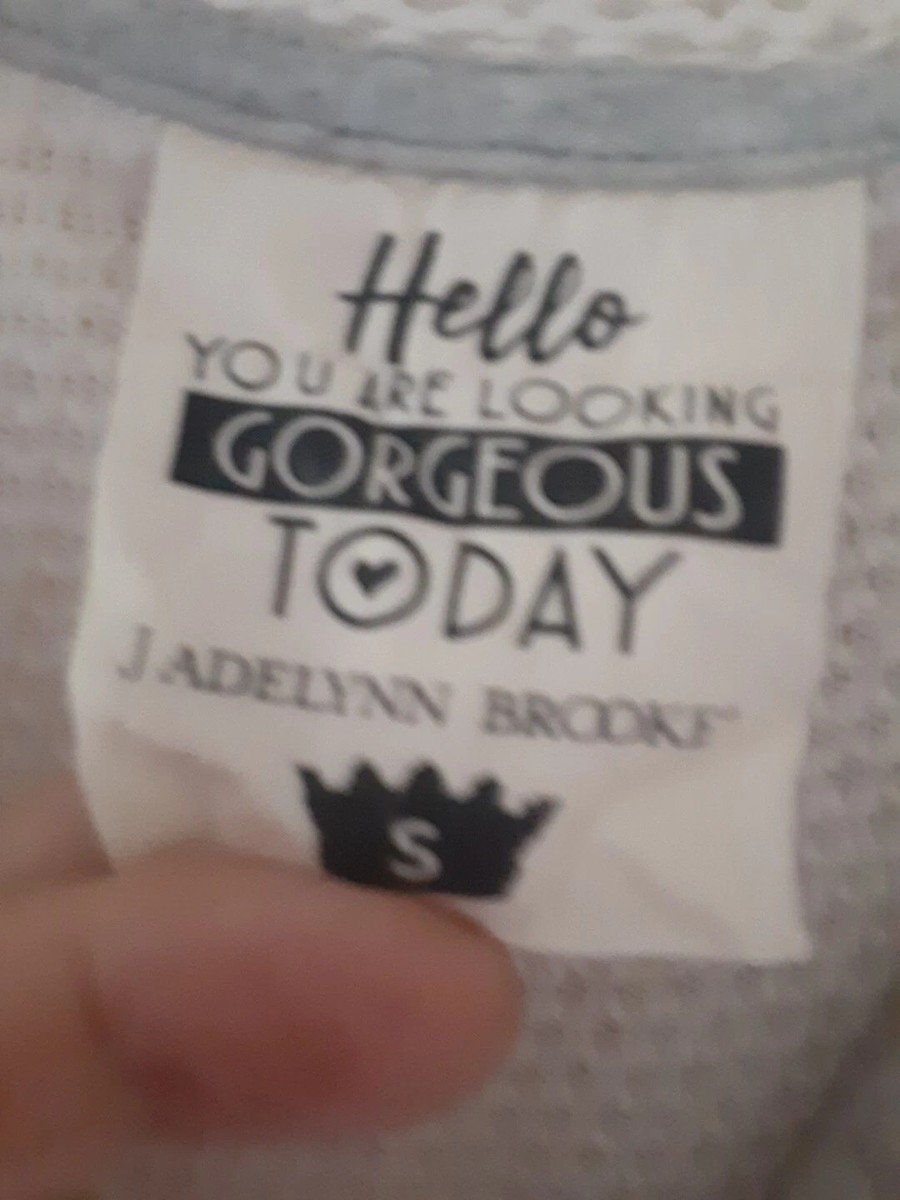 Hello
YOU ARE LOOKING
GORGEOUS
TODAY
JADELYNN BROOKE
S